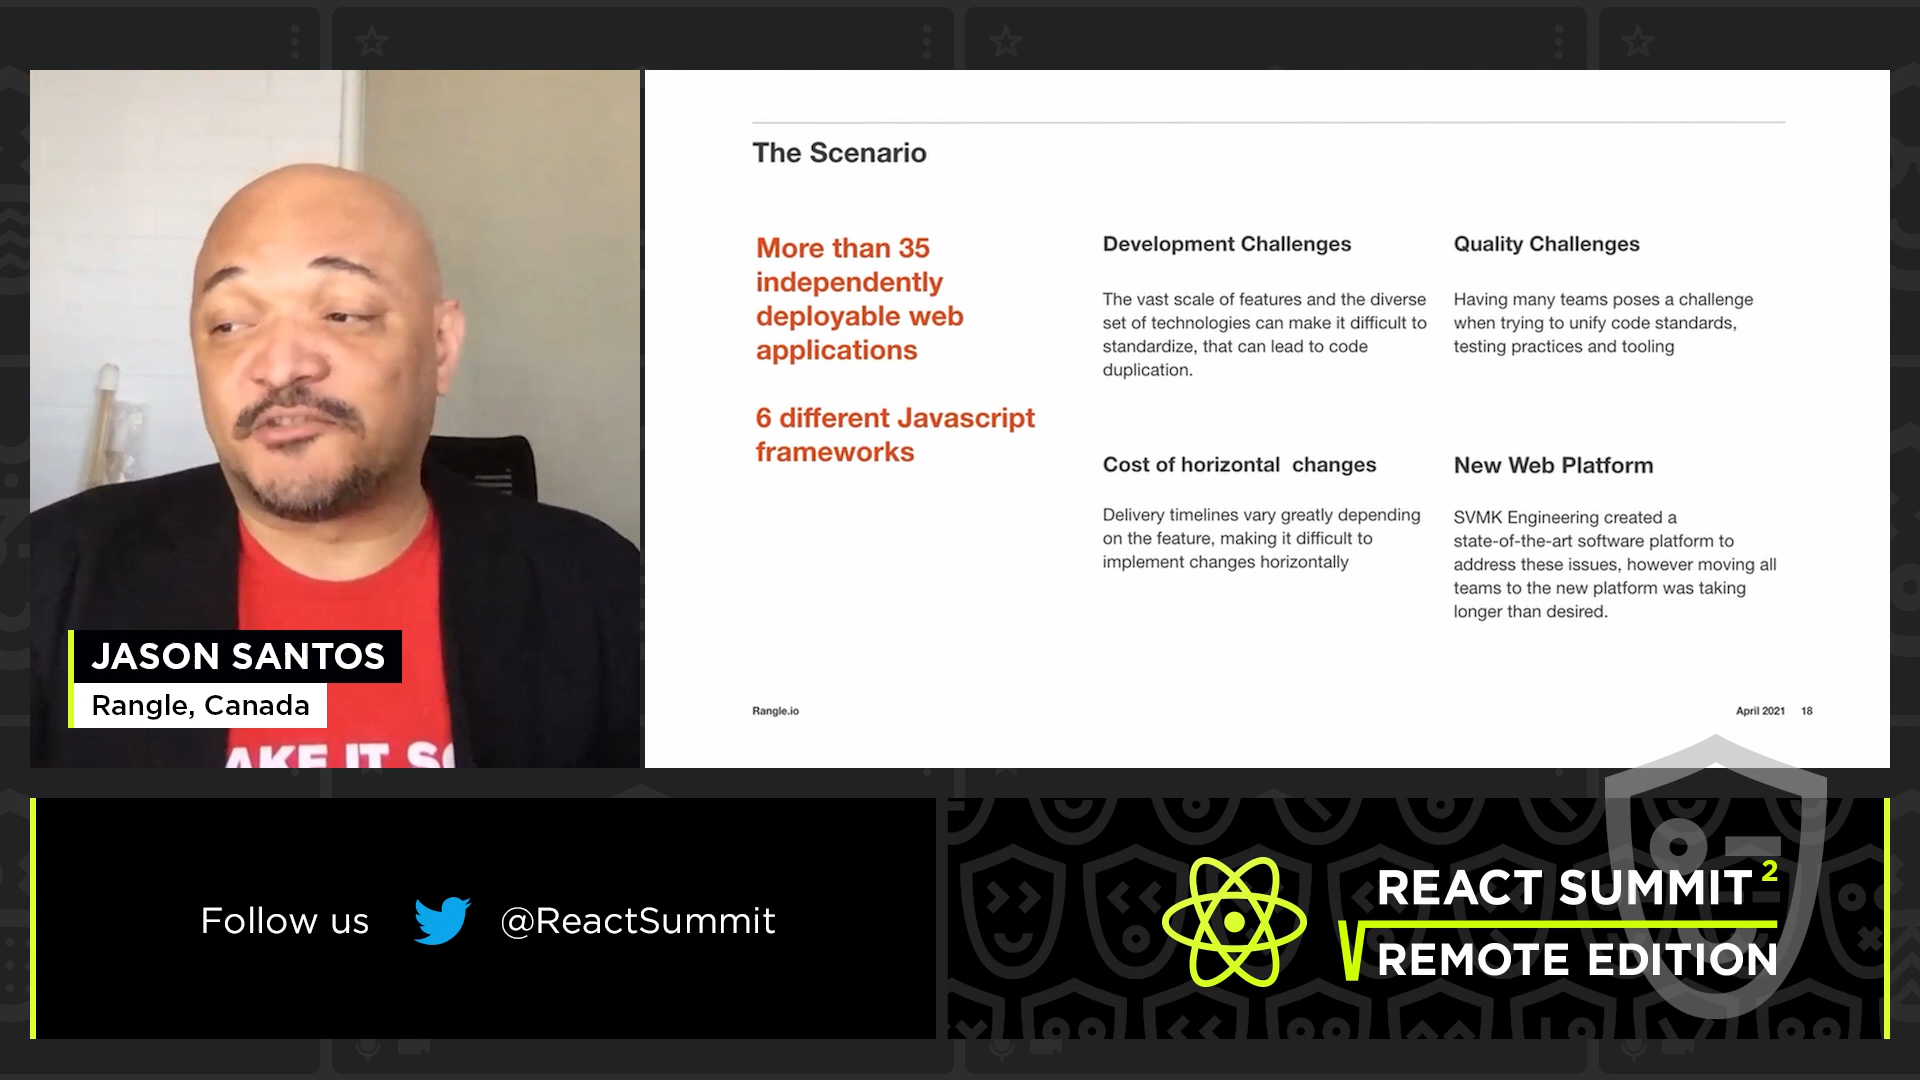 The Scenario
More than 35
independently
deployable web
applications
6 different Javascript
frameworks
Development Challenges
The vast scale of features and the diverse
set of technologies can make it difficult to
standardize, that can lead to code
duplication.
Quality Challenges
Having many teams poses a challenge
when trying to unify code standards,
testing practices and tooling
Cost of horizontal  changes
Delivery timelines vary greatly depending
on the feature, making it difficult to
implement changes horizontally
New Web Platform
SVMK Engineering created a
state-of-the-art software platform to
address these issues, however moving all
teams to the new platform was taking
longer than desired.
Rangle.io
April 2021 18
JASON SANTOS
Rangle, Canada
AKE IT SO
Follow us @ReactSummit
REACT SUMMIT 2
REMOTE EDITION